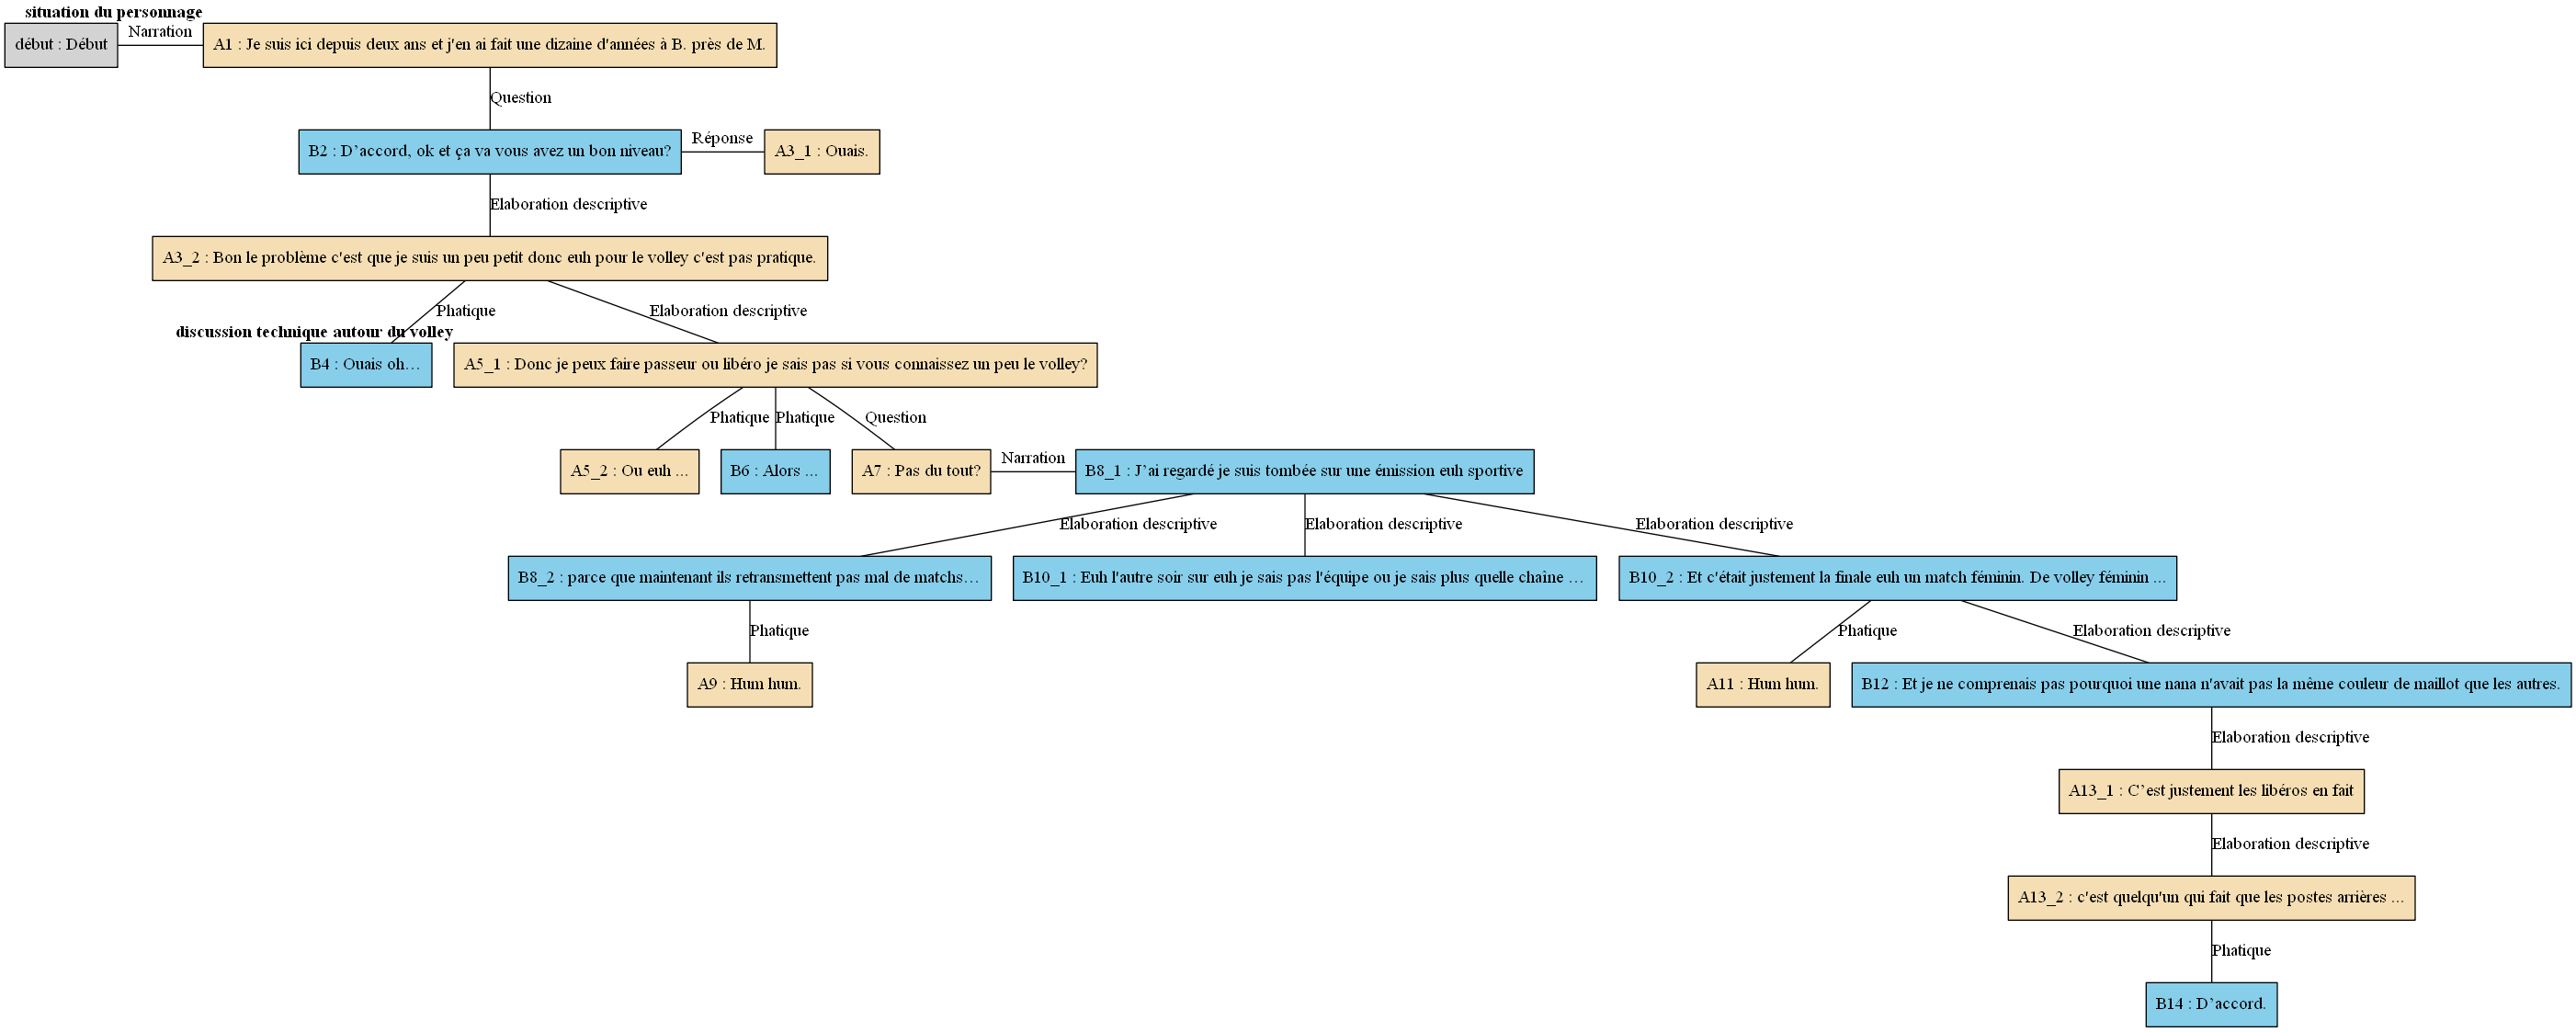 situation du personnage
début : Début
Narration
A1 : Je suis ici depuis deux ans et j'en ai fait une dizaine d'années à B. près de M.
Question
B2 : D’accord, ok et ça va vous avez un bon niveau?
Réponse
A3_1 : Ouais.
Elaboration descriptive
A3_2 : Bon le problème c'est que je suis un peu petit donc euh pour le volley c'est pas pratique.
Phatique
Elaboration descriptive
discussion technique autour du volley
B4 : Ouais oh…
A5_1 : Donc je peux faire passeur ou libéro je sais pas si vous connaissez un peu le volley?
Phatique
Phatique
Question
A5_2 : Ou euh ...
B6 : Alors ...
A7 : Pas du tout?
Narration
B8_1 : J’ai regardé je suis tombée sur une émission euh sportive
Elaboration descriptive
Elaboration descriptive
Elaboration descriptive
B8_2 : parce que maintenant ils retransmettent pas mal de matchs…
B10_1 : Euh l'autre soir sur euh je sais pas l'équipe ou je sais plus quelle chaîne …
B10_2 : Et c'était justement la finale euh un match féminin. De volley féminin ...
Phatique
Phatique
Elaboration descriptive
A9 : Hum hum.
A11 : Hum hum.
B12 : Et je ne comprenais pas pourquoi une nana n'avait pas la même couleur de maillot que les autres.
Elaboration descriptive
A13_1 : C’est justement les libéros en fait
Elaboration descriptive
A13_2 : c'est quelqu'un qui fait que les postes arrières ...
Phatique
B14 : D’accord.